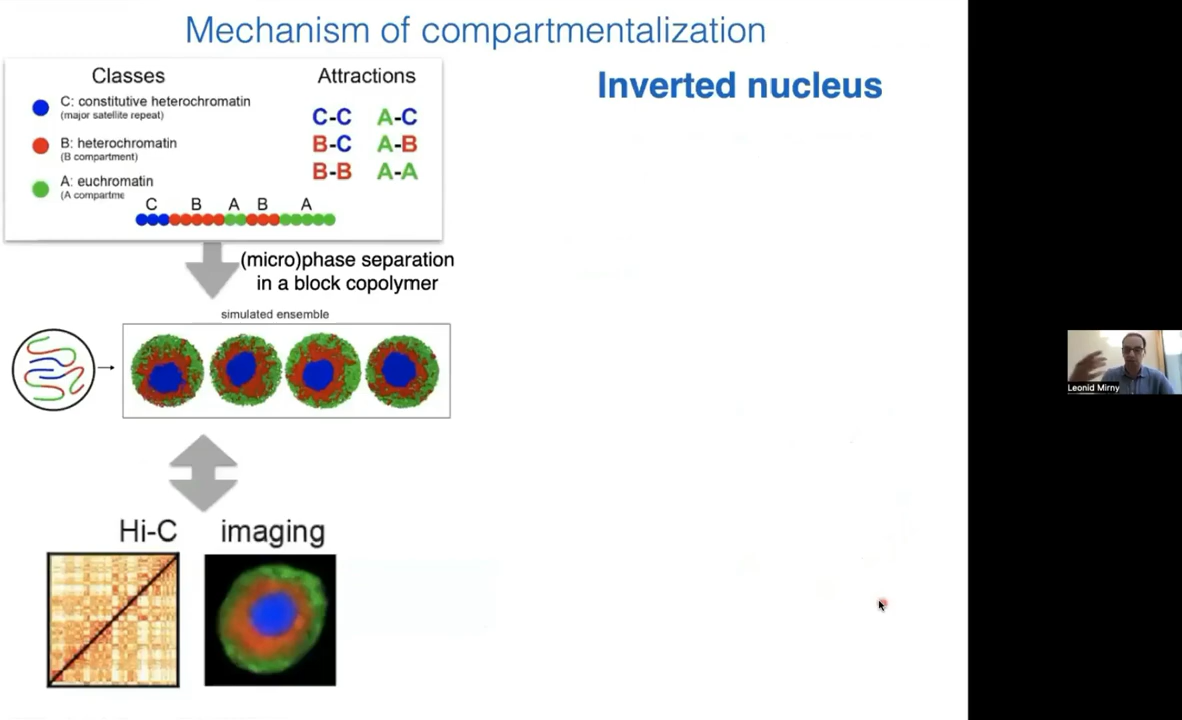 Mechanism of compartmentalization
Classes
Attractions
C: constitutive heterochromatin
(major satellite repeat)
B: heterochromatin
(B compartment)
A: euchromatin
(A compartme
C-C A-C
B-C A-B
B-B A-A
C B A B A
Inverted nucleus
(micro)phase separation
in a block copolymer
simulated ensemble
Hi-C imaging
Leonid Mirny